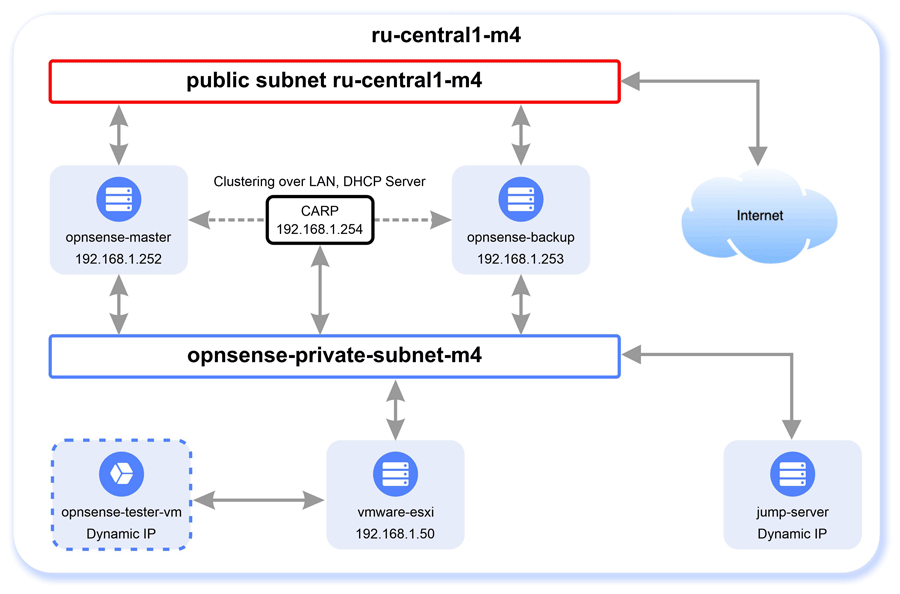 ru-central1-m4
public subnet ru-central1-m4
Clustering over LAN, DHCP Server
CARP
192.168.1.254
opnsense-master
192.168.1.252
opnsense-backup
192.168.1.253
Internet
opnsense-private-subnet-m4
opnsense-tester-vm
Dynamic IP
vmware-esxi
192.168.1.50
jump-server
Dynamic IP